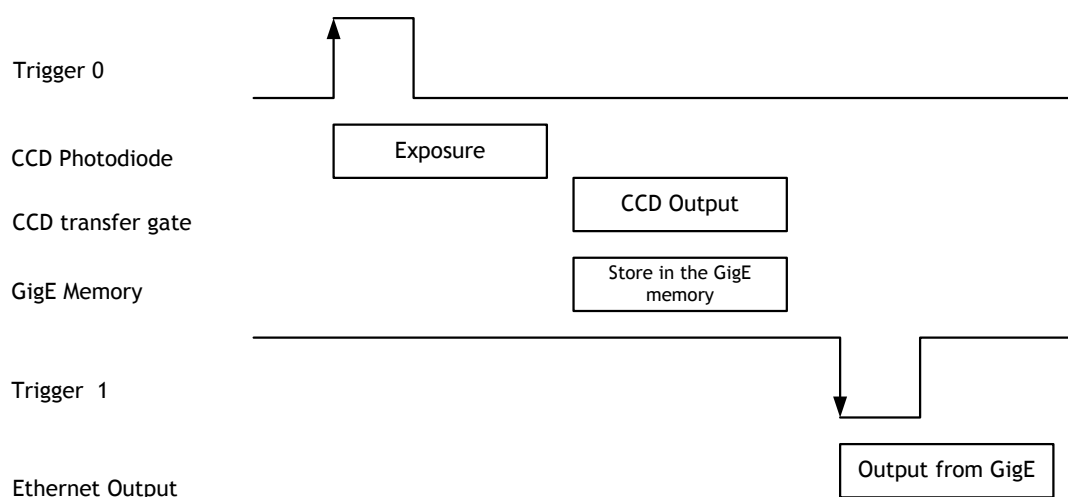 Trigger 0
CCD Photodiode
Exposure
CCD transfer gate
CCD Output
GigE Memory
Store in the GigE
memory
Trigger 1
Ethernet Output
Output from GigE